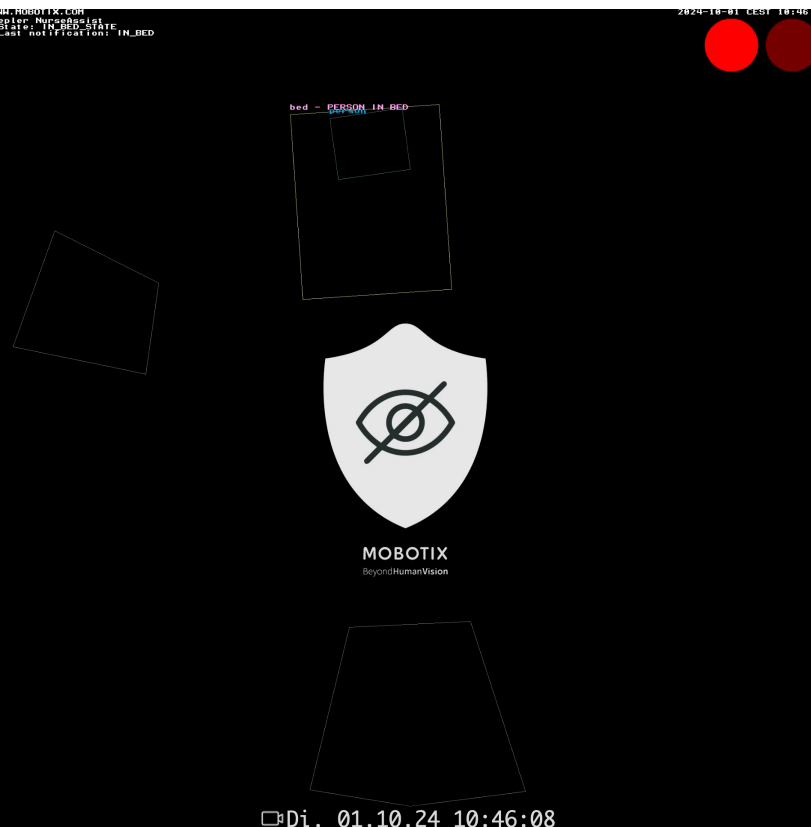 WW.MOBOTIX.COM
2024-10-01 CEST 10:46
epler NurseAssist
State: IN_BED_STATE
Last notification: IN_BED
bed - PERSON IN BED
person
MOBOTIX
BeyondHumanVision
Di. 01.10.24 10:46:08